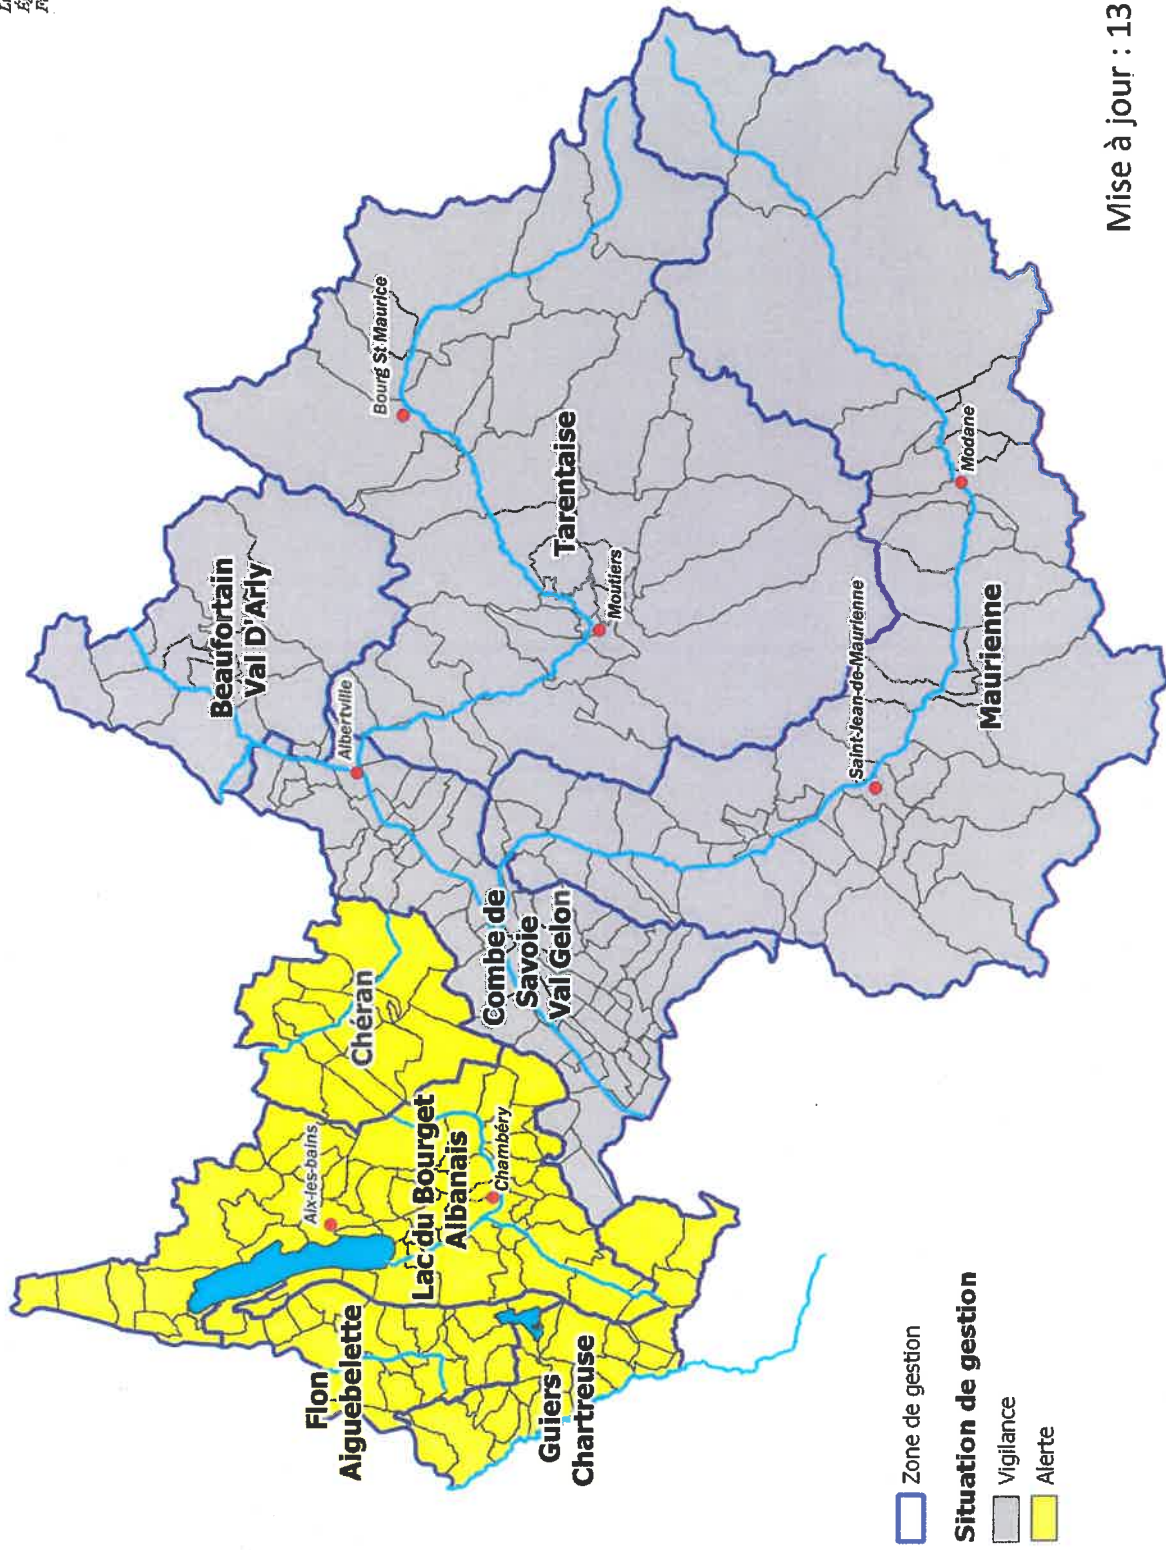 Beaufortain
Val D'Arly
Bourg St Maurice
Albertville
Tarentaise
Moutiers
Chéran
Aix-les-bains
Combe de
Savoie
Val Gelon
Lac du Bourget
Albanais
Chambéry
Flon
Aiguebelette
Guiers
Chartreuse
Saint-Jean-de-Maurienne
Modane
Maurienne
Zone de gestion
Situation de gestion
Vigilance
Alerte
Mise à jour : 13